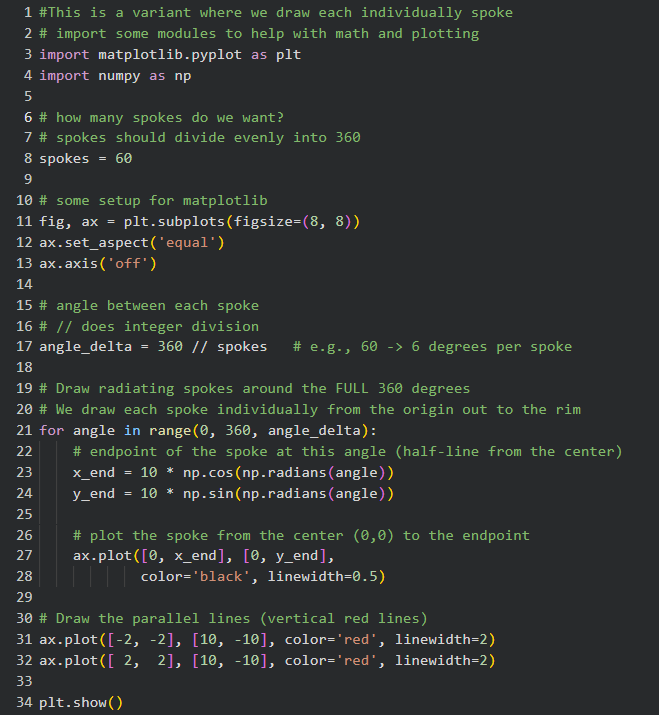 1 #This is a variant where we draw each individually spoke
2 # import some modules to help with math and plotting
3 import matplotlib.pyplot as plt
4 import numpy as np
5
6 # how many spokes do we want?
7 # spokes should divide evenly into 360
8 spokes = 60
9
10 # some setup for matplotlib
11 fig, ax = plt.subplots(figsize=(8, 8))
12 ax.set_aspect('equal')
13 ax.axis('off')
14
15 # angle between each spoke
16 # // does integer division
17 angle_delta = 360 // spokes   # e.g., 60 -> 6 degrees per spoke
18
19 # Draw radiating spokes around the FULL 360 degrees
20 # We draw each spoke individually from the origin out to the rim
21 for angle in range(0, 360, angle_delta):
22     # endpoint of the spoke at this angle (half-line from the center)
23     x_end = 10 * np.cos(np.radians(angle))
24     y_end = 10 * np.sin(np.radians(angle))
25
26     # plot the spoke from the center (0,0) to the endpoint
27     ax.plot([0, x_end], [0, y_end],
28             color='black', linewidth=0.5)
29
30 # Draw the parallel lines (vertical red lines)
31 ax.plot([-2, -2], [10, -10], color='red', linewidth=2)
32 ax.plot([ 2,  2], [10, -10], color='red', linewidth=2)
33
34 plt.show()